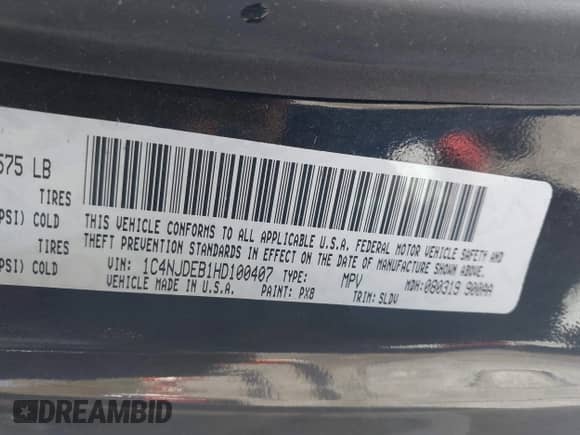 575 LB
TIRES
PSI) COLD
TIRES
PSI) COLD
THIS VEHICLE CONFORMS TO ALL APPLICABLE U.S.A. FEDERAL MOTOR VEHICLE SAFETY AND
THEFT PREVENTION STANDARDS IN EFFECT ON THE DATE OF MANUFACTURE SHOWN ABOVE.
VIN: 1C4NJDEB1HD100407 TYPE: MPV MDH:080319 900AA
VEHICLE MADE IN U.S.A. PAINT: PX8 TRIM: SLDV
DREAMBID